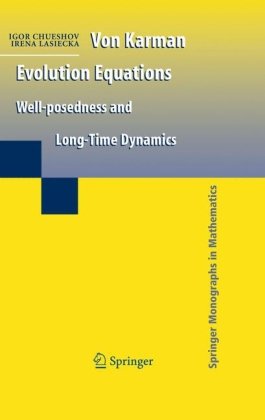 IGOR CHUESHOV
IRENA LASIECKA
Von Karman
Evolution Equations
Well-posedness and
Long-Time Dynamics
Springer Monographs in Mathematics
Springer